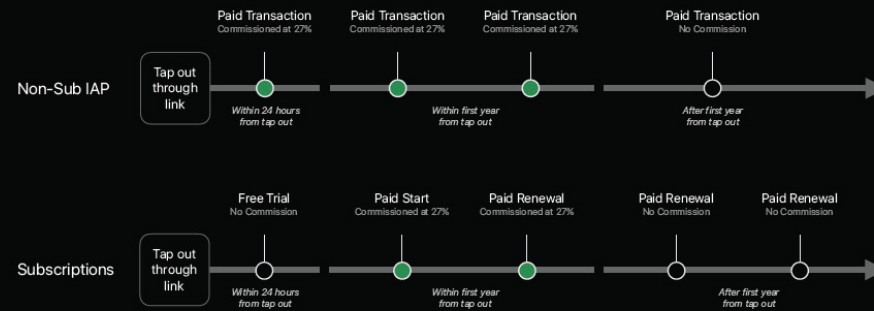 Paid Transaction
Commissioned at 27%
Paid Transaction
Commissioned at 27%
Paid Transaction
Commissioned at 27%
Paid Transaction
No Commission
Non-Sub IAP
Tap out
through
link
Within 24 hours
from tap out
Within first year
from tap out
After first year
from tap out
Free Trial
No Commission
Paid Start
Commissioned at 27%
Paid Renewal
Commissioned at 27%
Paid Renewal
No Commission
Paid Renewal
No Commission
Subscriptions
Tap out
through
link
Within 24 hours
from tap out
Within first year
from tap out
After first year
from tap out